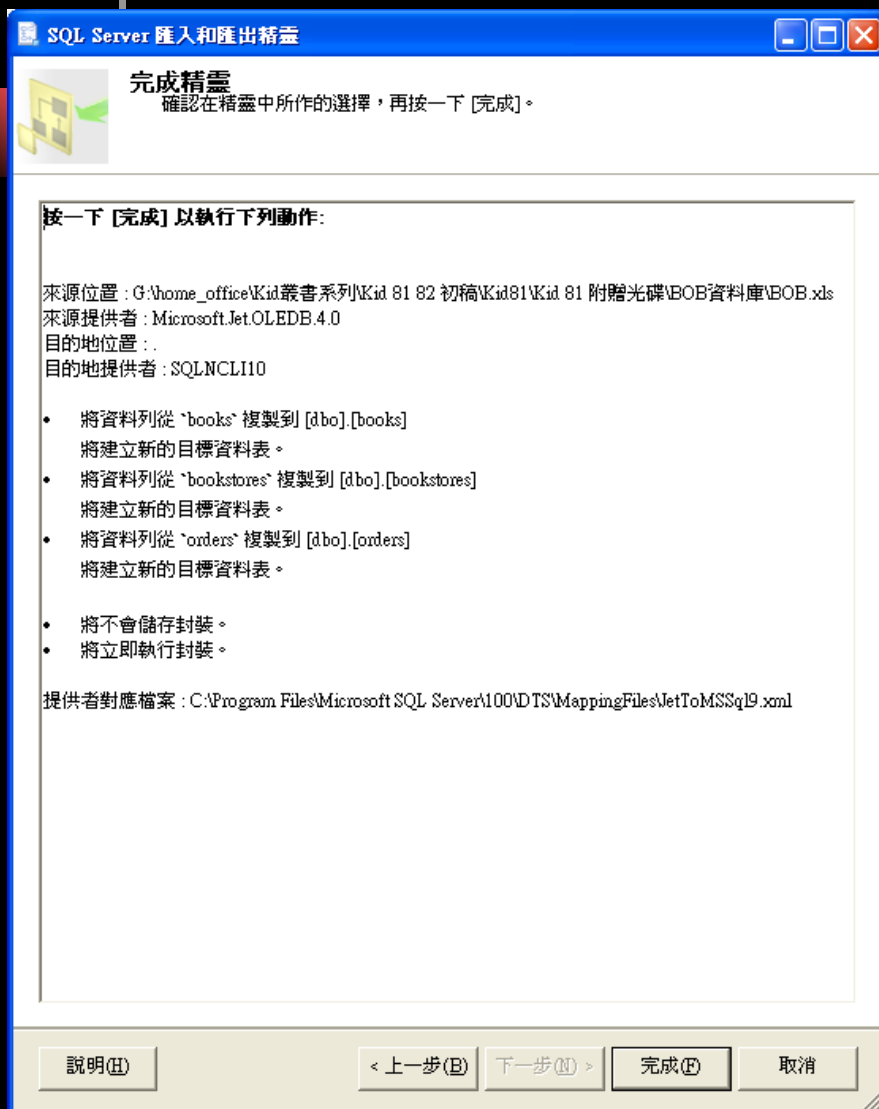 SQL Server 匯入和匯出精靈
完成精靈
確認在精靈中所作的選擇，再按一下 [完成]。
按一下 [完成] 以執行下列動作:
來源位置 : G:\home_office\Kid叢書系列\Kid 81 82 初稿\Kid81\Kid 81 附贈光碟\BOB資料庫\BOB.xls
來源提供者 : Microsoft.Jet.OLEDB.4.0
目的地位置 : .
目的地提供者 : SQLNCLI10
• 將資料列從 `books` 複製到 [dbo].[books]
將建立新的目標資料表。
• 將資料列從 `bookstores` 複製到 [dbo].[bookstores]
將建立新的目標資料表。
• 將資料列從 `orders` 複製到 [dbo].[orders]
將建立新的目標資料表。
• 將不會儲存封裝。
• 將立即執行封裝。
提供者對應檔案 : C:\Program Files\Microsoft SQL Server\100\DTS\MappingFiles\JetToMSSql9.xml
說明(H) < 上一步(B) 下一步(N) > 完成(F) 取消